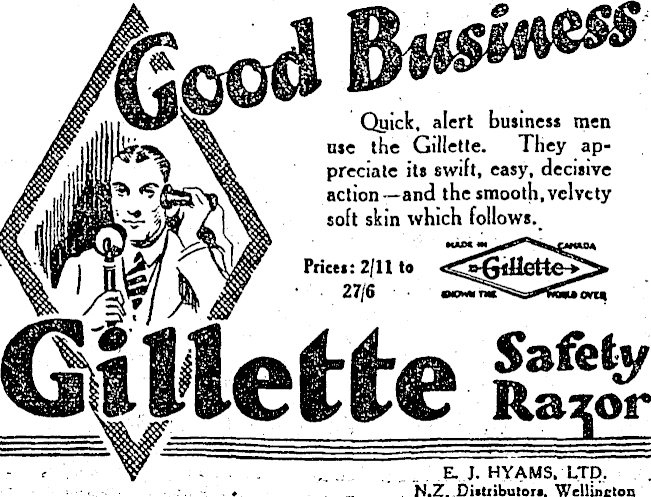 Good Business
Quick, alert business men
use the Gillette. They ap-
preciate its swift, easy, decisive
action—and the smooth, velvety
soft skin which follows.
Prices: 2/11 to
27/6
MADE IN CANADA
Gillette
KNOWN THE WORLD OVER
Gillette Safety
Razor
E. J. HYAMS, LTD.
N.Z. Distributors, Wellington